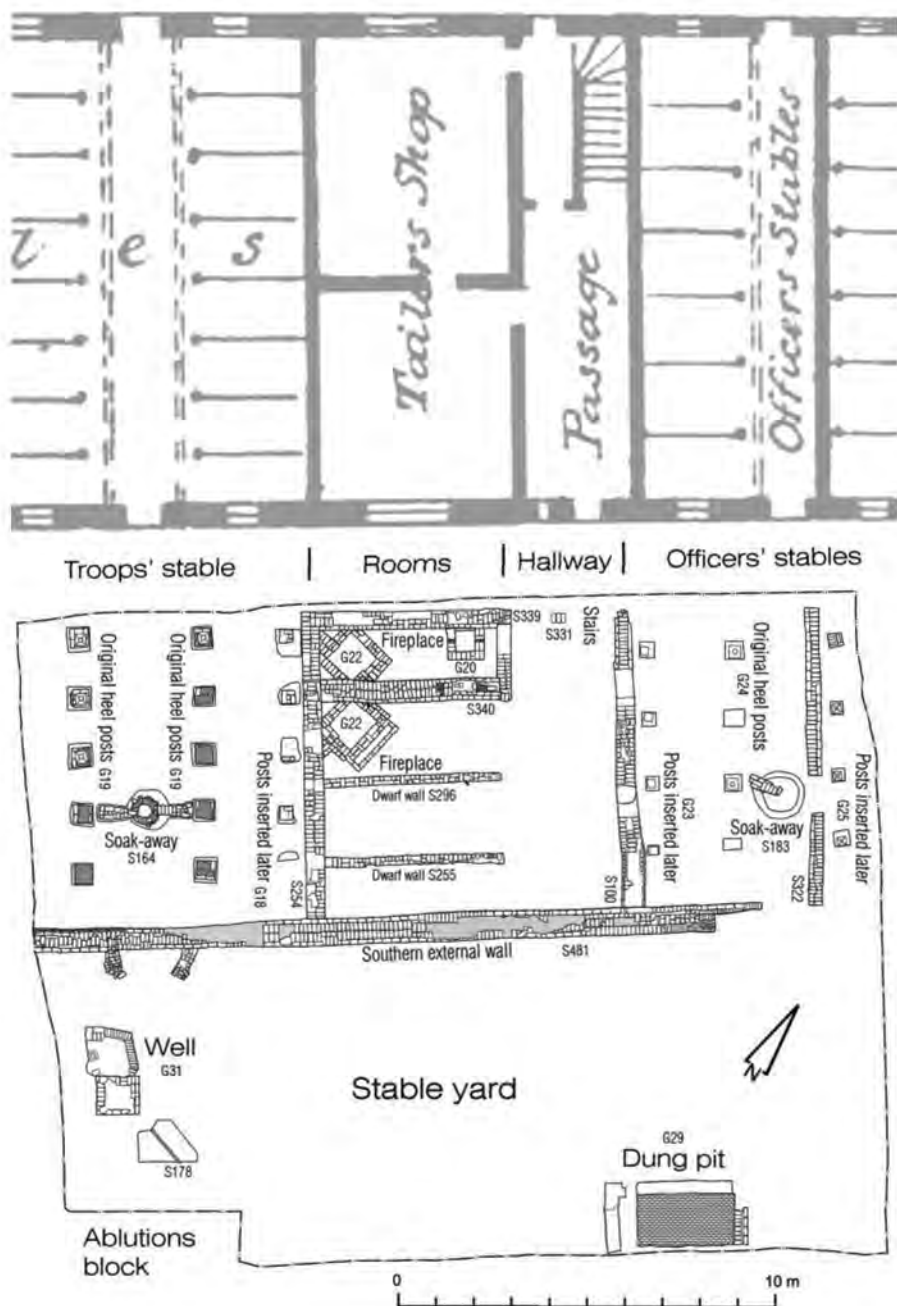 l e s
Tailors Shop
Passage
Officers Stables
Troops' stable
Rooms
Hallway
Officers' stables
Original heel posts G19
Original heel posts G19
Posts inserted later G18
S254
Fireplace
G22
G20
S339
S331
Stairs
S340
G22
Fireplace
Dwarf wall S296
Dwarf wall S255
Soak-away
S164
S100
Posts inserted later
G23
Original heel posts
G24
Soak-away
S183
S322
Posts inserted later
G25
Southern external wall S481
Well
G31
S178
Stable yard
N
G29
Dung pit
Ablutions
block
0 10 m